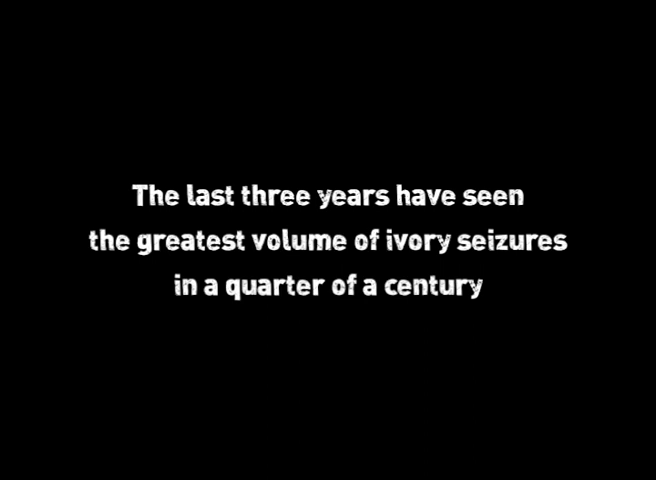 The last three years have seen
the greatest volume of ivory seizures
in a quarter of a century